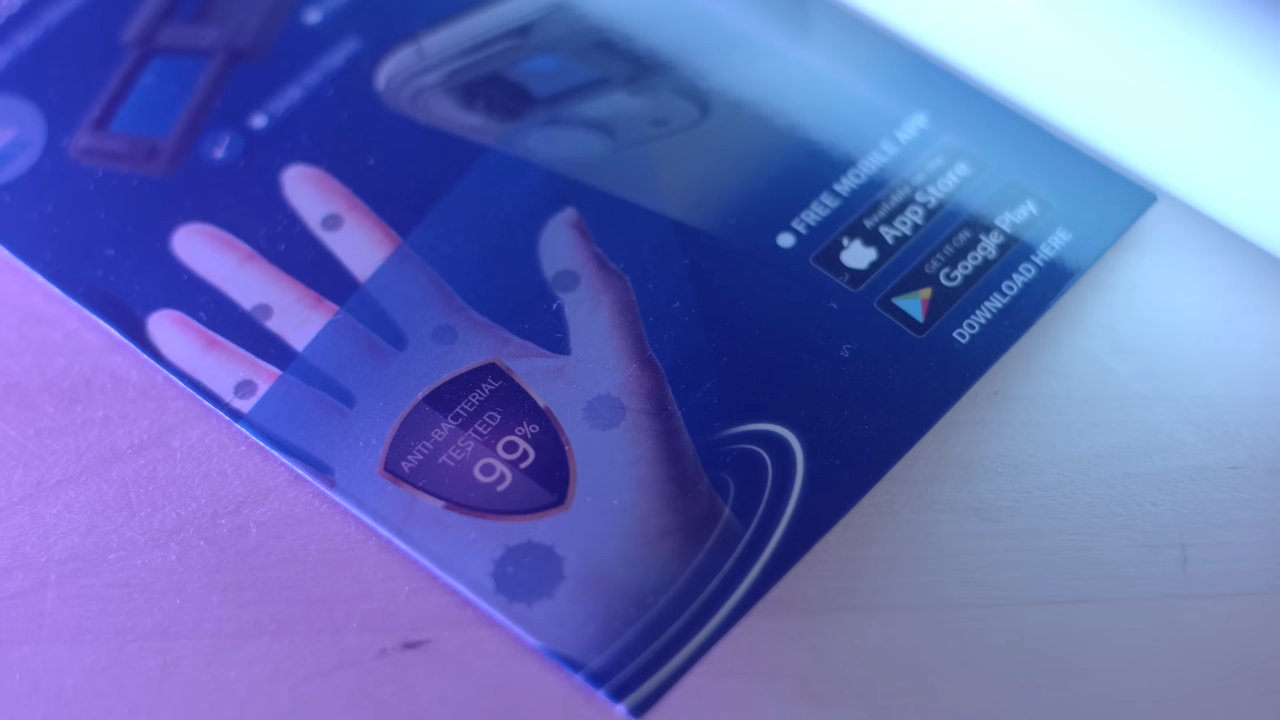 FREE MOBILE APP
Available on the
App Store
GET IT ON
Google Play
DOWNLOAD HERE
ANTI-BACTERIAL
TESTED
99%